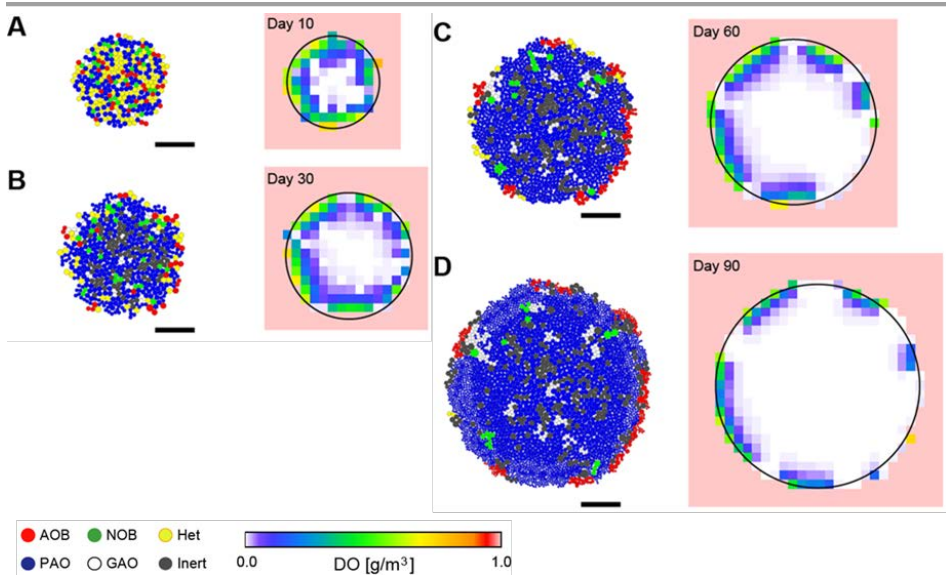 A
Day 10
B
Day 30
C
Day 60
D
Day 90
AOB NOB Het
PAO GAO Inert
0.0 1.0
DO [g/m³]